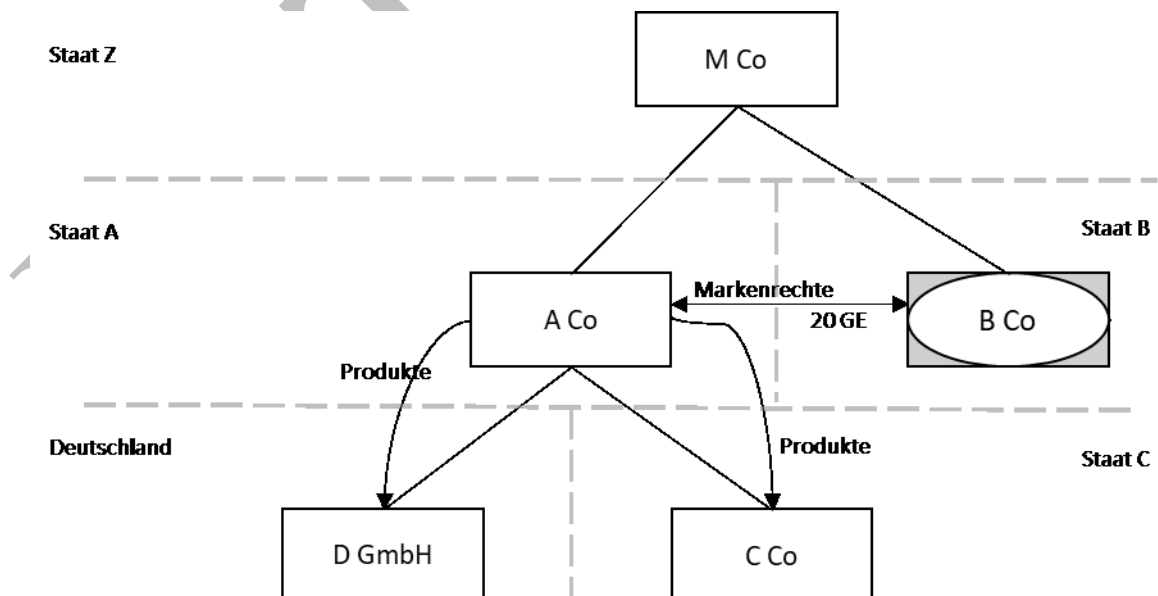 Staat Z
M Co
Staat A
Staat B
Markenrechte
A Co
20 GE
B Co
Produkte
Deutschland
Produkte
Staat C
D GmbH
C Co